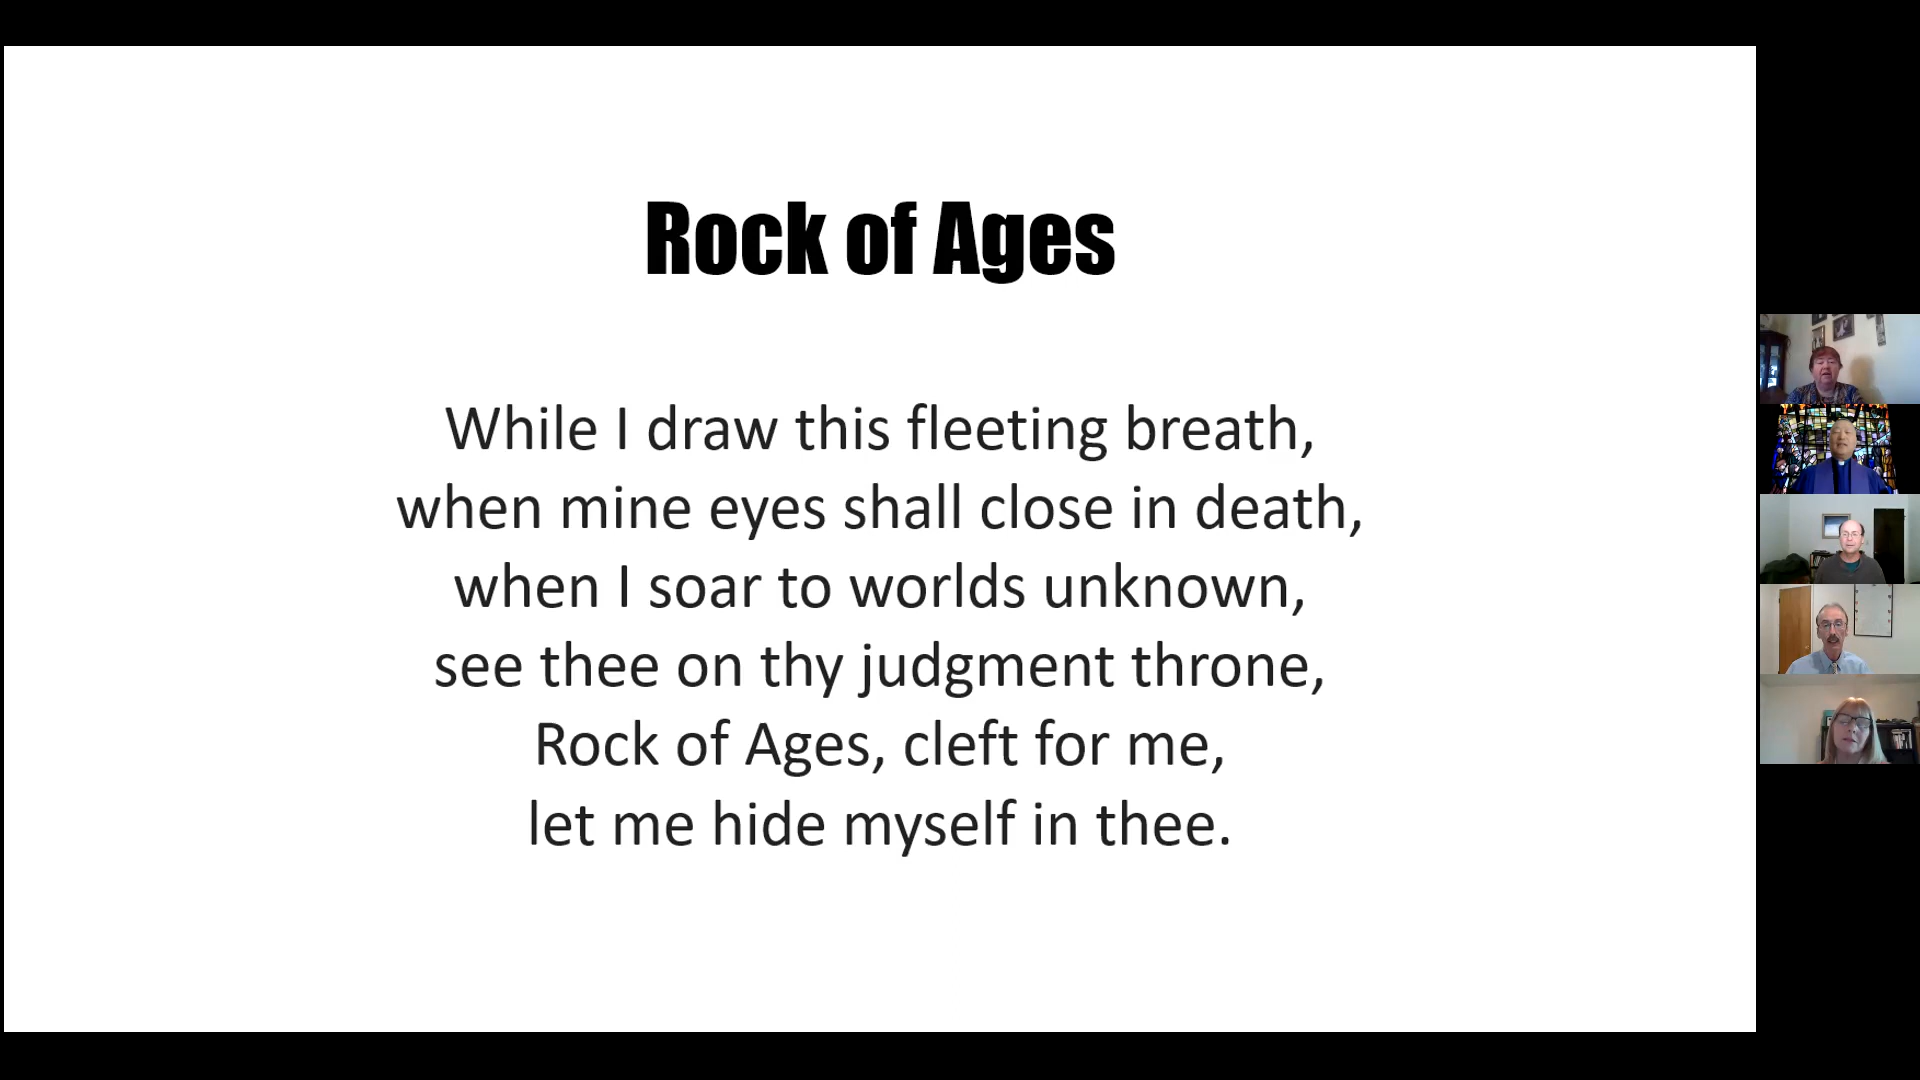 Rock of Ages
While I draw this fleeting breath,
when mine eyes shall close in death,
when I soar to worlds unknown,
see thee on thy judgment throne,
Rock of Ages, cleft for me,
let me hide myself in thee.